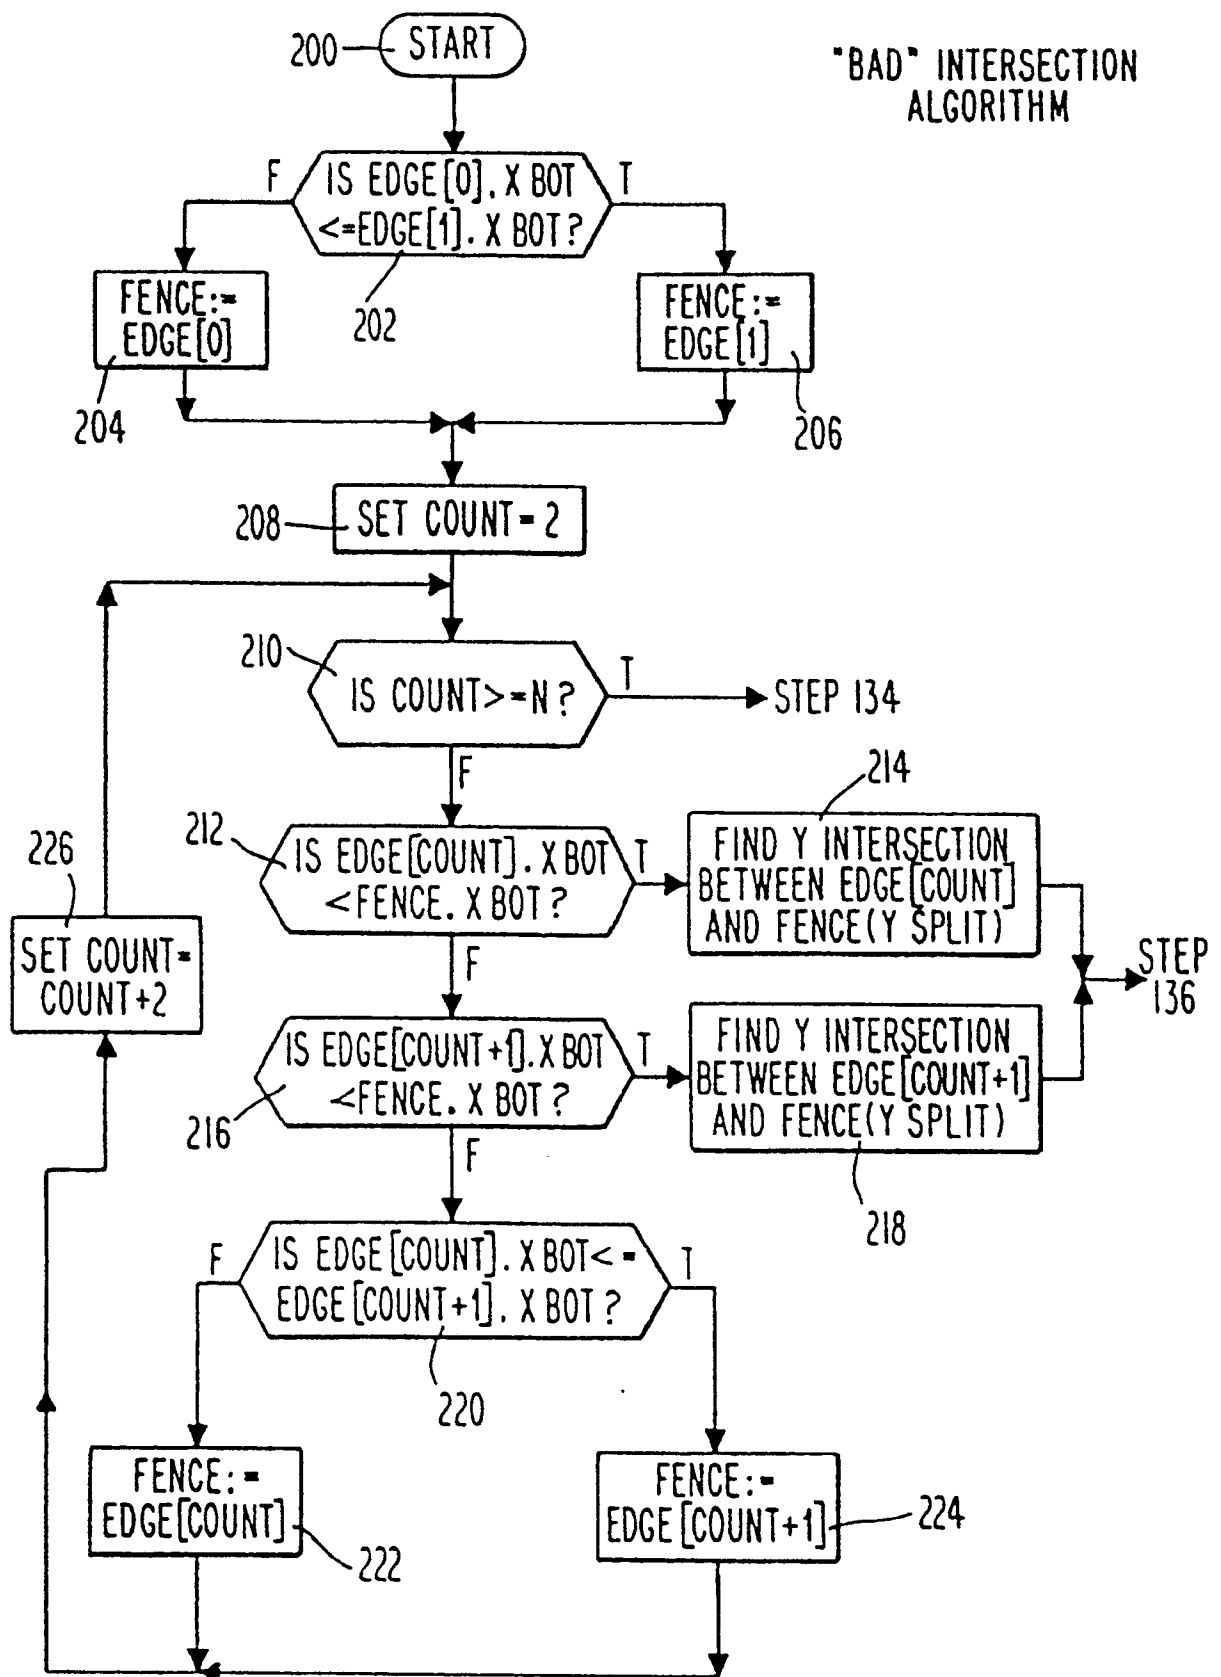 200
START
"BAD" INTERSECTION
ALGORITHM
F
IS EDGE[0]. X BOT
<=EDGE[1]. X BOT?
T
202
FENCE:=
EDGE[0]
204
FENCE:=
EDGE[1]
206
208
SET COUNT=2
210
IS COUNT>=N?
T
STEP 134
F
212
IS EDGE[COUNT]. X BOT
<FENCE. X BOT?
T
214
FIND Y INTERSECTION
BETWEEN EDGE[COUNT]
AND FENCE(Y SPLIT)
226
SET COUNT=
COUNT+2
STEP
136
F
216
IS EDGE[COUNT+1]. X BOT
<FENCE. X BOT?
T
FIND Y INTERSECTION
BETWEEN EDGE[COUNT+1]
AND FENCE(Y SPLIT)
218
F
F
IS EDGE[COUNT]. X BOT<=
EDGE[COUNT+1]. X BOT?
T
220
FENCE:=
EDGE[COUNT]
222
FENCE:=
EDGE[COUNT+1]
224